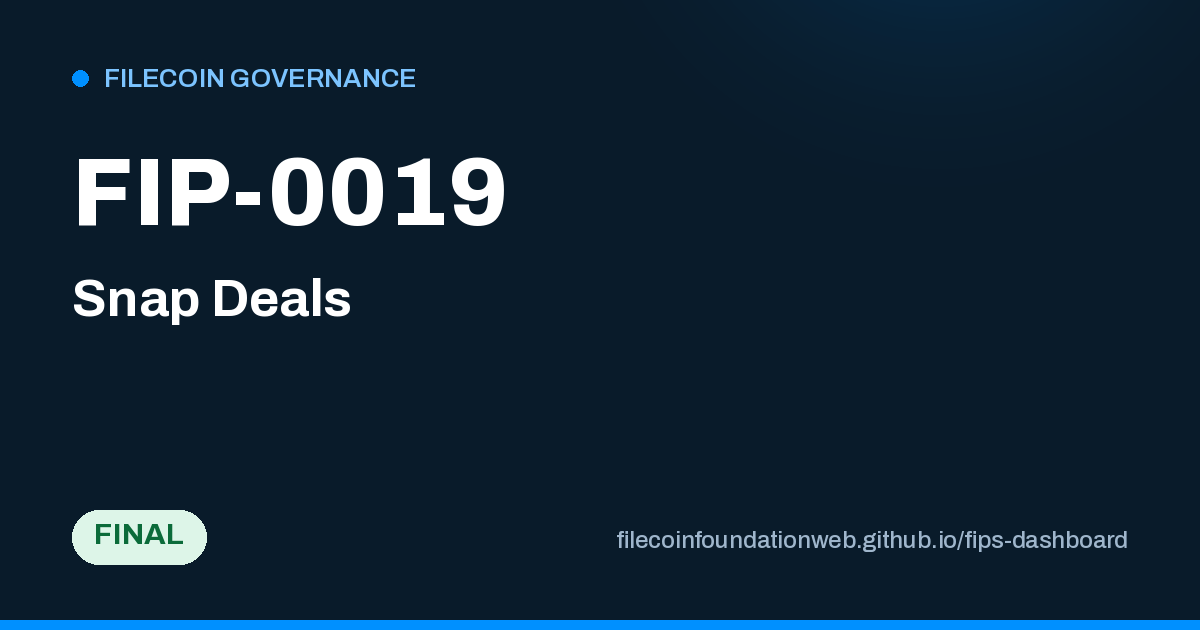 FILECOIN GOVERNANCE
FIP-0019
Snap Deals
FINAL
filecoinfoundationweb.github.io/fips-dashboard